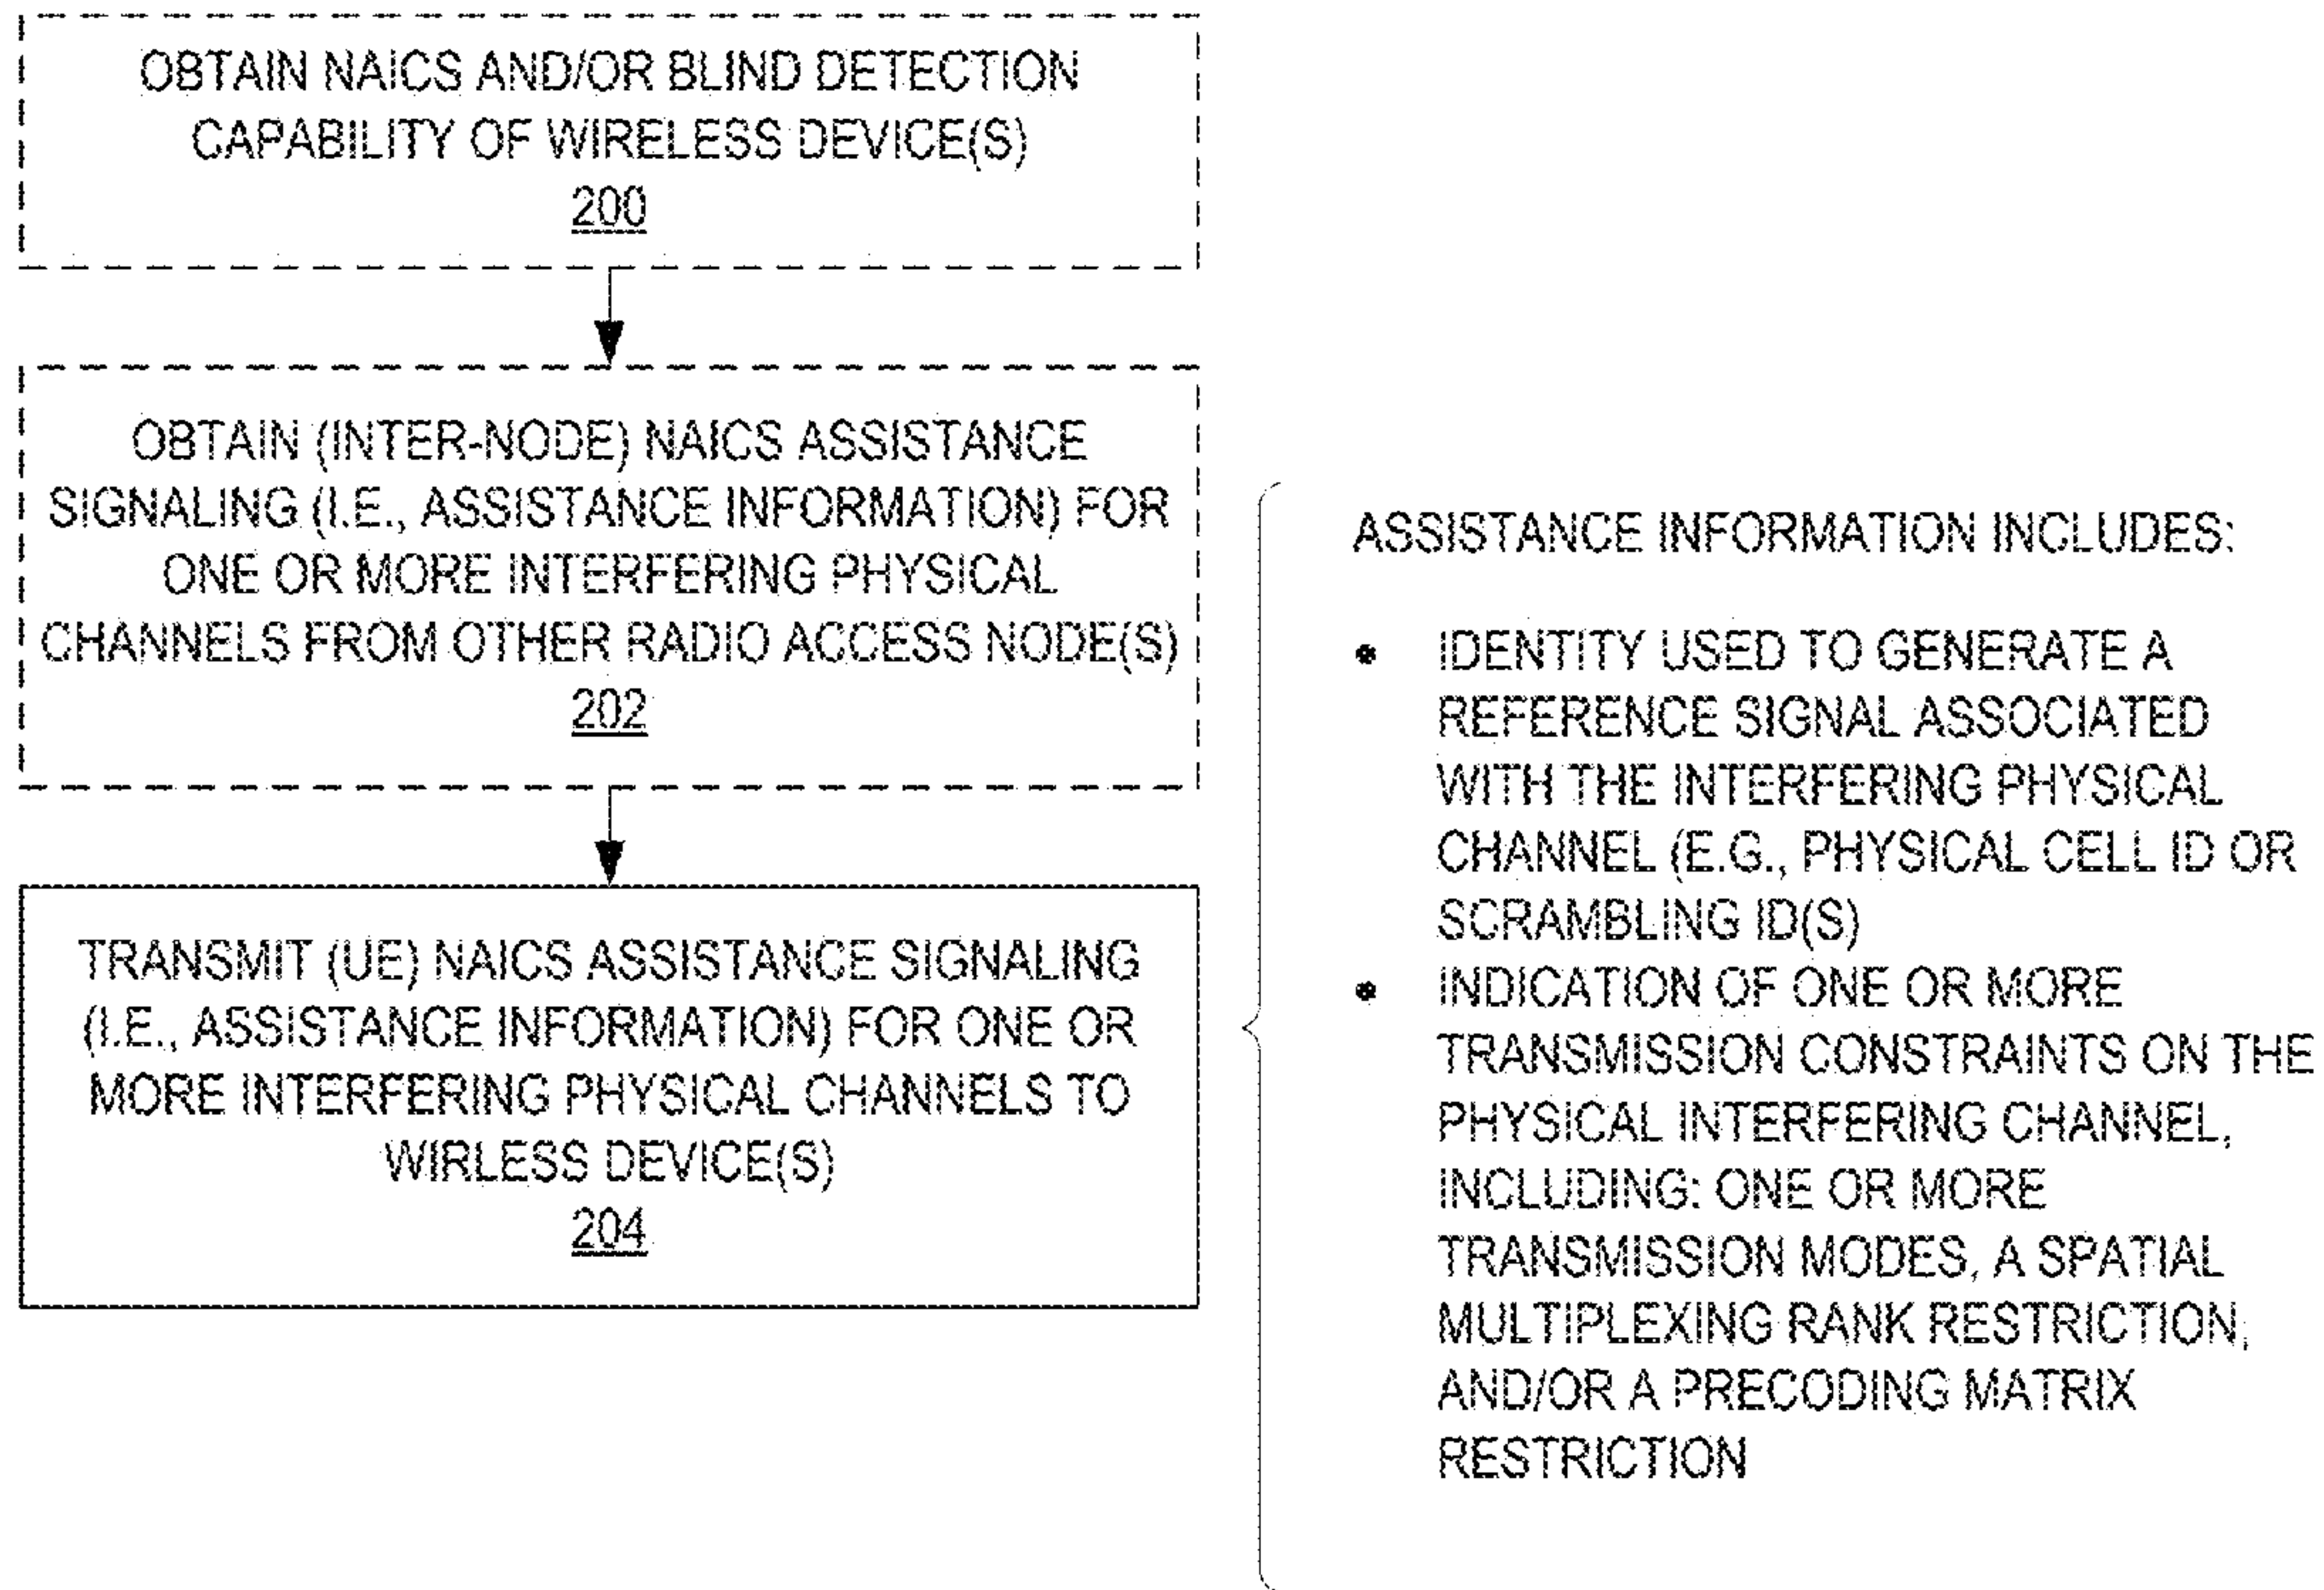 OBTAIN NAICS AND/OR BLIND DETECTION
CAPABILITY OF WIRELESS DEVICE(S)
200
OBTAIN (INTER-NODE) NAICS ASSISTANCE
SIGNALING (I.E., ASSISTANCE INFORMATION) FOR
ONE OR MORE INTERFERING PHYSICAL
CHANNELS FROM OTHER RADIO ACCESS NODE(S)
202
TRANSMIT (UE) NAICS ASSISTANCE SIGNALING
(I.E., ASSISTANCE INFORMATION) FOR ONE OR
MORE INTERFERING PHYSICAL CHANNELS TO
WIRLESS DEVICE(S)
204
ASSISTANCE INFORMATION INCLUDES:
• IDENTITY USED TO GENERATE A
REFERENCE SIGNAL ASSOCIATED
WITH THE INTERFERING PHYSICAL
CHANNEL (E.G., PHYSICAL CELL ID OR
SCRAMBLING ID(S)
• INDICATION OF ONE OR MORE
TRANSMISSION CONSTRAINTS ON THE
PHYSICAL INTERFERING CHANNEL,
INCLUDING: ONE OR MORE
TRANSMISSION MODES, A SPATIAL
MULTIPLEXING RANK RESTRICTION,
AND/OR A PRECODING MATRIX
RESTRICTION